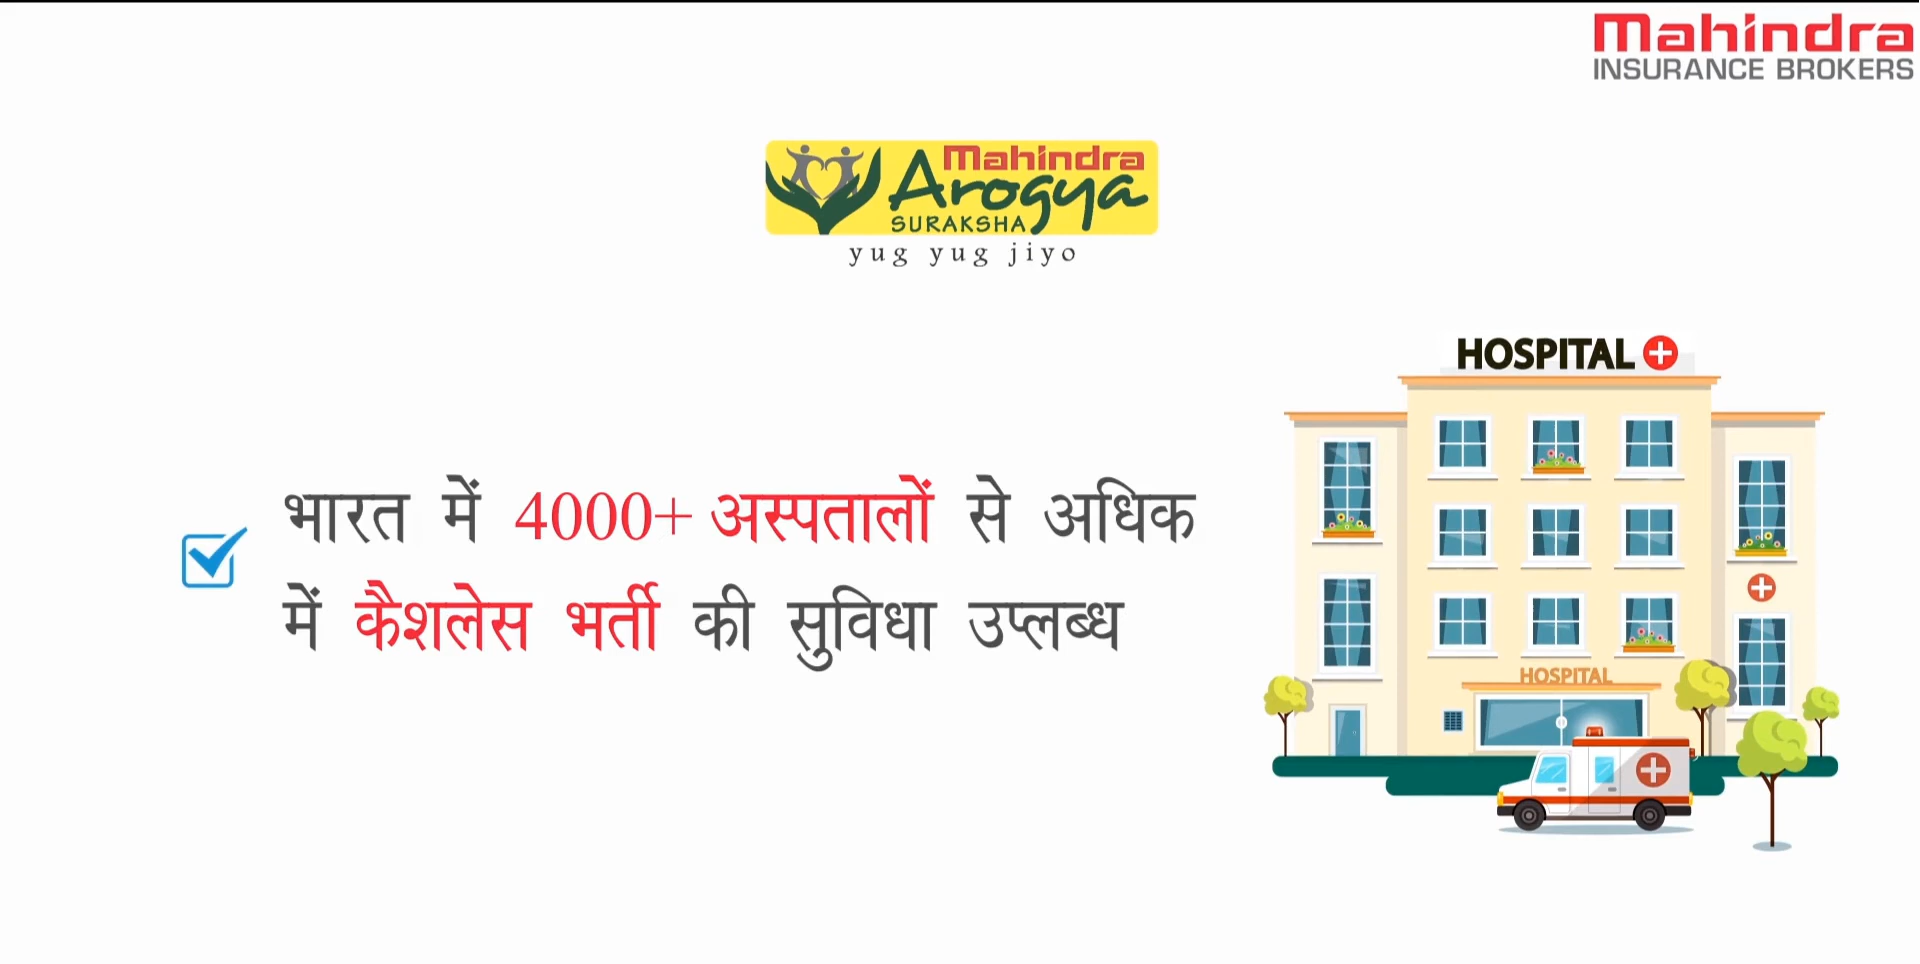 Mahindra
INSURANCE BROKERS
Mahindra
Arogya
SURAKSHA
yug yug jiyo
HOSPITAL
भारत में 4000+ अस्पतालों से अधिक
में कैशलेस भर्ती की सुविधा उप्लब्ध
HOSPITAL